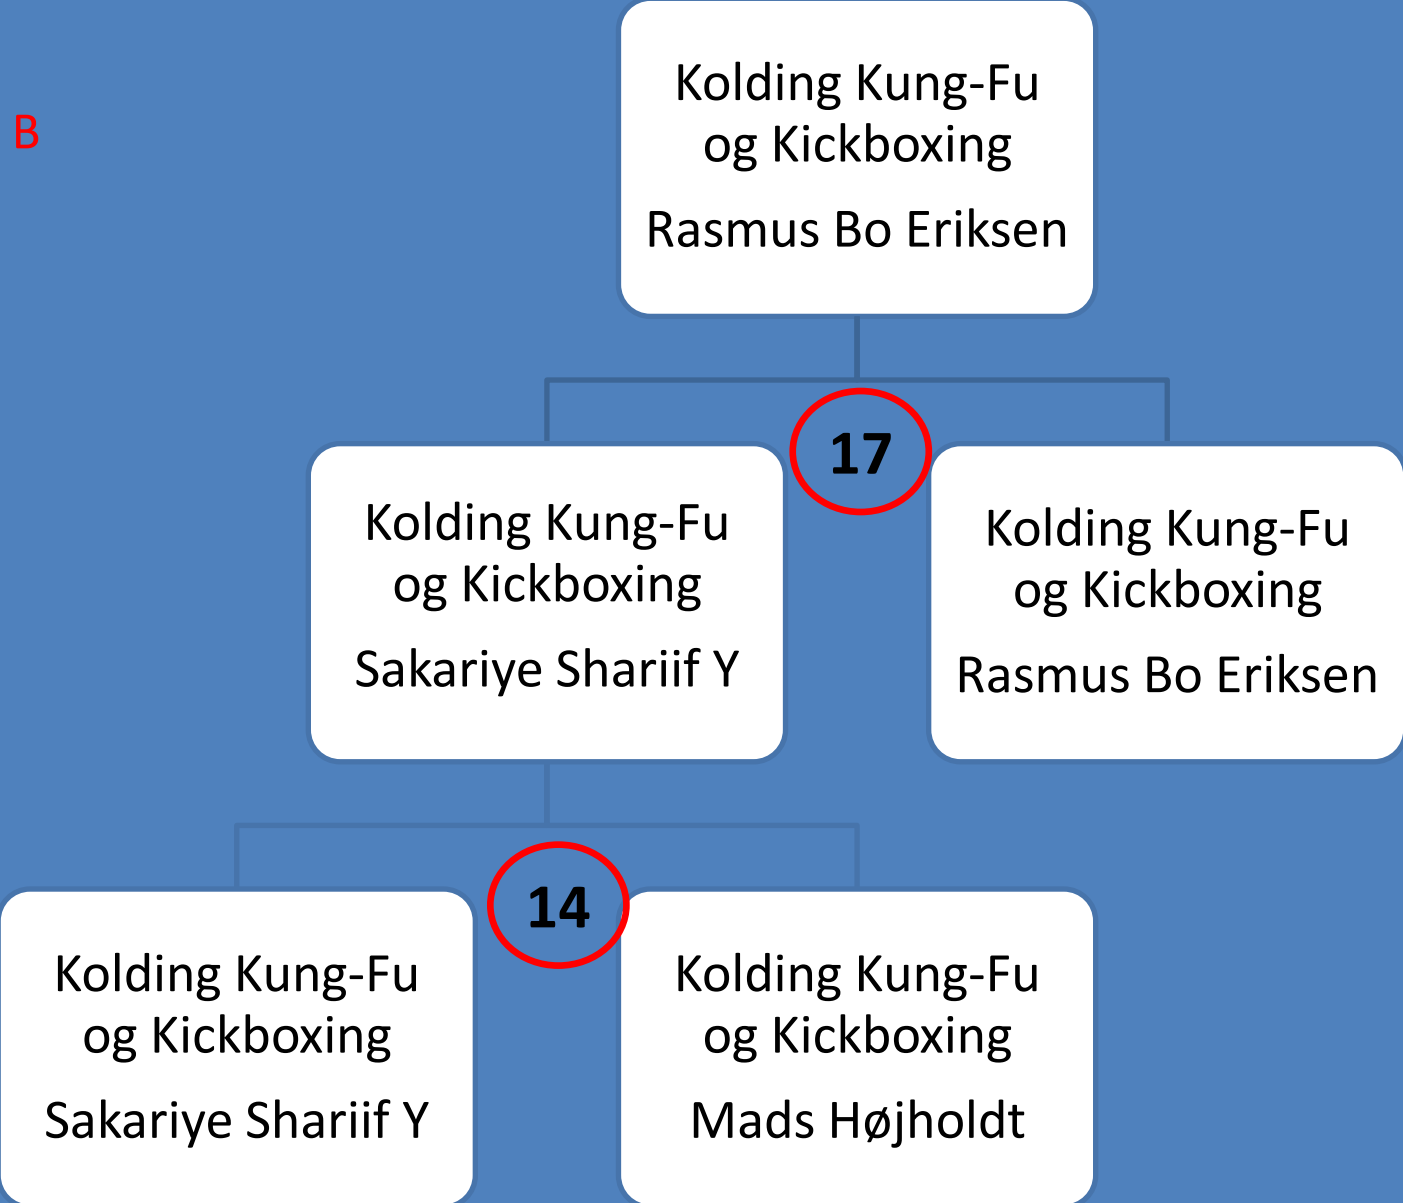 B
Kolding Kung-Fu
og Kickboxing
Rasmus Bo Eriksen
17
Kolding Kung-Fu
og Kickboxing
Sakariye Shariif Y
Kolding Kung-Fu
og Kickboxing
Rasmus Bo Eriksen
14
Kolding Kung-Fu
og Kickboxing
Sakariye Shariif Y
Kolding Kung-Fu
og Kickboxing
Mads Højholdt